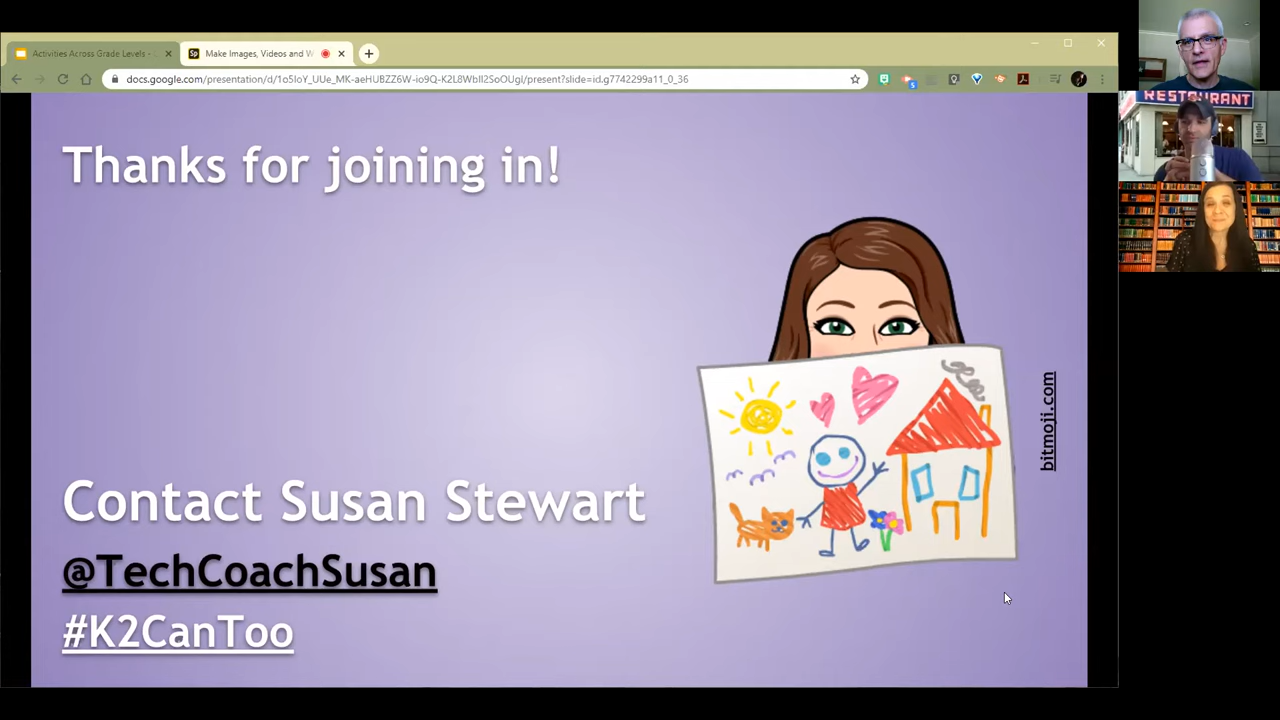 Activities Across Grade Levels -
Make Images, Videos and W
docs.google.com/presentation/d/1o5IoY_UUe_MK-aeHUBZZ6W-io9Q-K2L8WbII2SoOUgI/present?slide=id.g7742299a11_0_36
RESTAURANT
Thanks for joining in!
bitmoji.com
Contact Susan Stewart
@TechCoachSusan
#K2CanToo